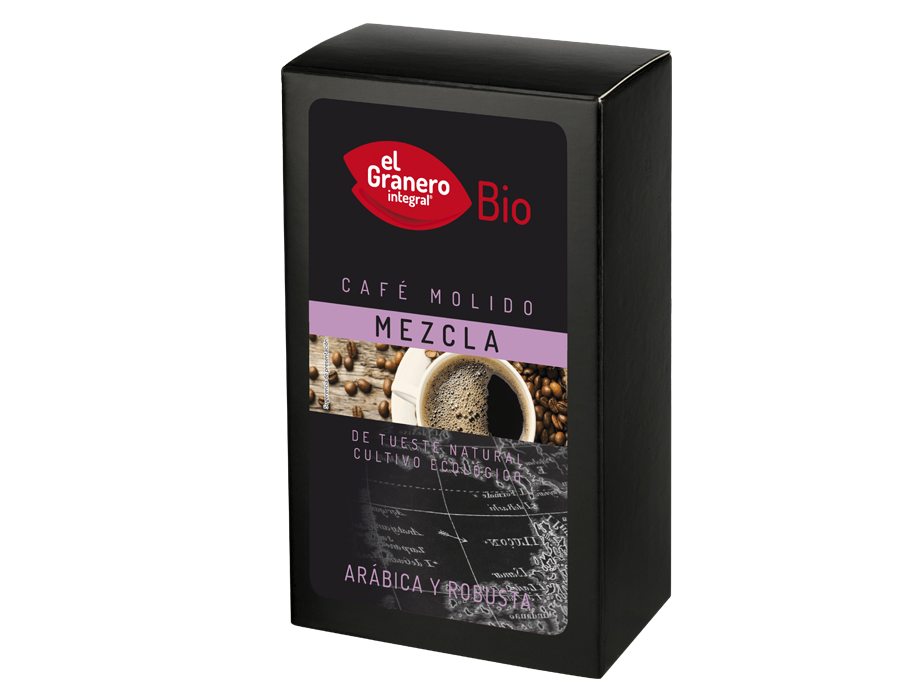 el
Granero
integral®
Bio
CAFÉ MOLIDO
MEZCLA
DE TUESTE NATURAL
CULTIVO ECOLÓGICO
ARÁBICA Y ROBUSTA